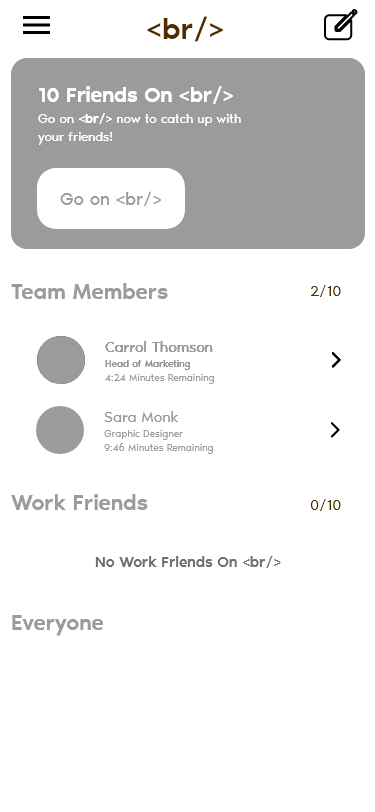 <br/>
10 Friends On <br/>
Go on <br/> now to catch up with
your friends!
Go on <br/>
Team Members 2/10
Carrol Thomson
Head of Marketing
4:24 Minutes Remaining
Sara Monk
Graphic Designer
9:46 Minutes Remaining
Work Friends 0/10
No Work Friends On <br/>
Everyone